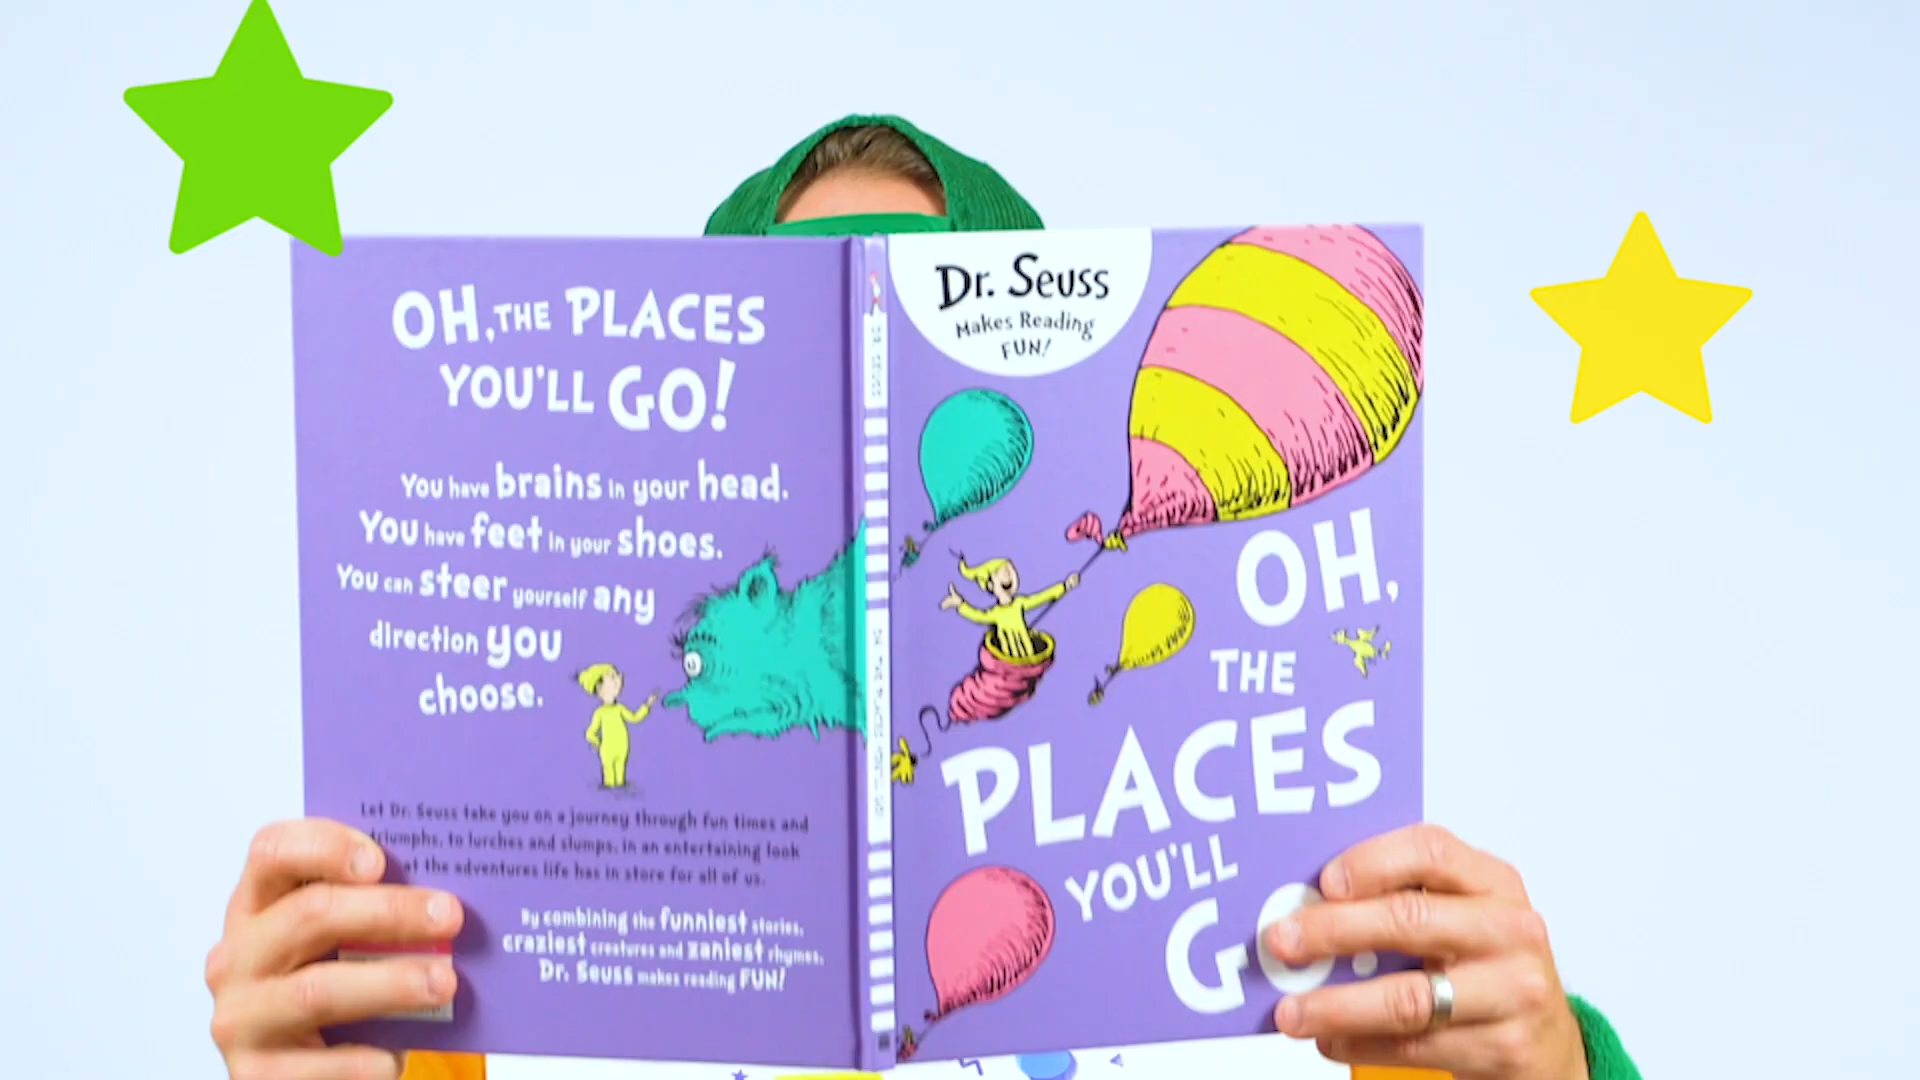 OH, THE PLACES
YOU'LL GO!
You have brains in your head.
You have feet in your shoes.
You can steer yourself any
direction you
choose.
Let Dr. Seuss take you on a journey through fun times and
triumphs, to lurches and slumps, in an entertaining look
at the adventures life has in store for all of us.
By combining the funniest stories,
craziest creatures and zaniest rhymes,
Dr. Seuss makes reading FUN!
DR. SEUSS
Dr. Seuss
Makes Reading
FUN!
OH,
THE
PLACES
YOU'LL
GO!